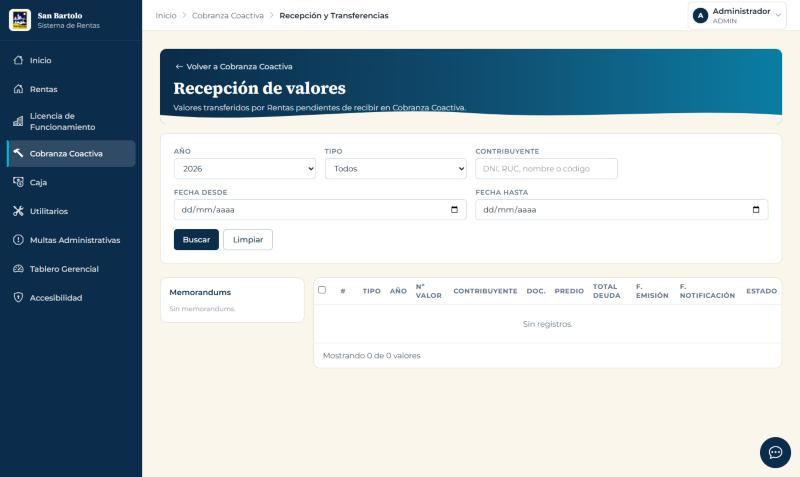 San Bartolo
Sistema de Rentas
Inicio
Rentas
Licencia de
Funcionamiento
Cobranza Coactiva
Caja
Utilitarios
Multas Administrativas
Tablero Gerencial
Accesibilidad
Inicio > Cobranza Coactiva > Recepción y Transferencias
A
Administrador
ADMIN
← Volver a Cobranza Coactiva
Recepción de valores
Valores transferidos por Rentas pendientes de recibir en Cobranza Coactiva.
AÑO TIPO CONTRIBUYENTE
2026 Todos DNI, RUC, nombre o código
FECHA DESDE FECHA HASTA
dd/mm/aaaa dd/mm/aaaa
Buscar Limpiar
Memorandums
Sin memorandums.
# TIPO AÑO N° VALOR CONTRIBUYENTE DOC. PREDIO TOTAL DEUDA F. EMISIÓN F. NOTIFICACIÓN ESTADO
Sin registros.
Mostrando 0 de 0 valores